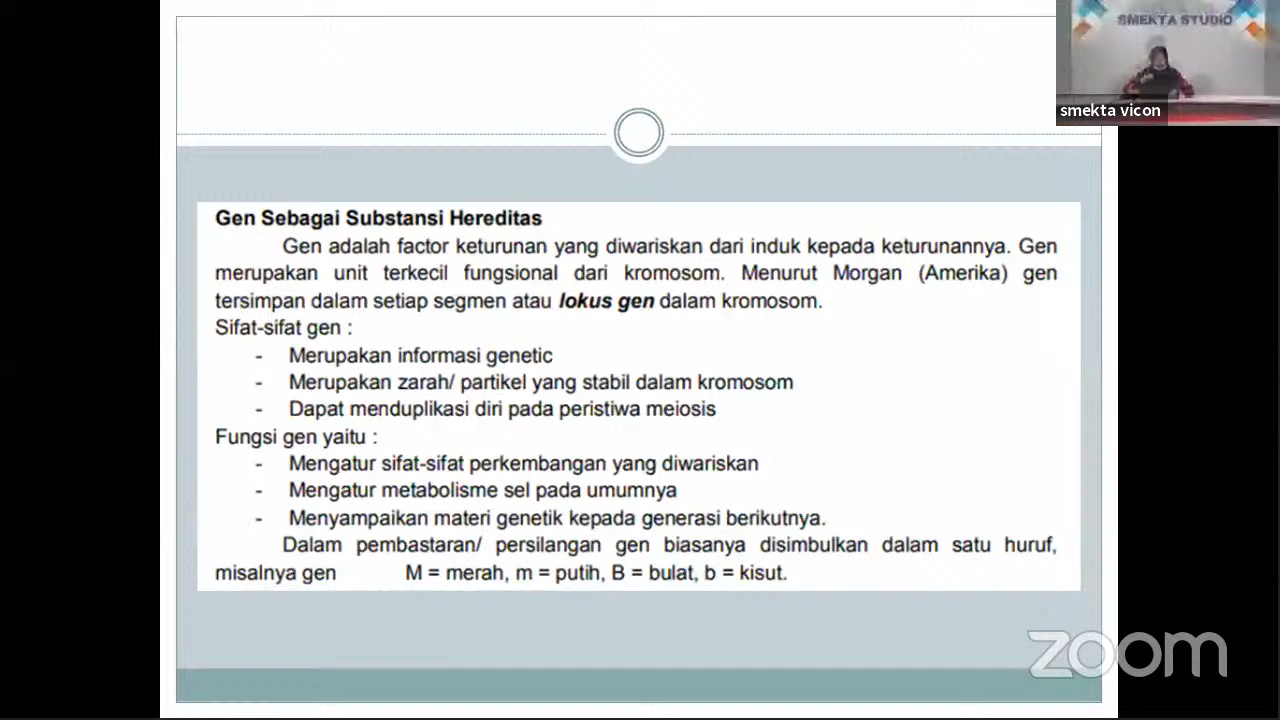 SMEKTA STUDIO
smekta vicon
Gen Sebagai Substansi Hereditas
Gen adalah factor keturunan yang diwariskan dari induk kepada keturunannya. Gen
merupakan unit terkecil fungsional dari kromosom. Menurut Morgan (Amerika) gen
tersimpan dalam setiap segmen atau lokus gen dalam kromosom.
Sifat-sifat gen :
- Merupakan informasi genetic
- Merupakan zarah/ partikel yang stabil dalam kromosom
- Dapat menduplikasi diri pada peristiwa meiosis
Fungsi gen yaitu :
- Mengatur sifat-sifat perkembangan yang diwariskan
- Mengatur metabolisme sel pada umumnya
- Menyampaikan materi genetik kepada generasi berikutnya.
Dalam pembastaran/ persilangan gen biasanya disimbulkan dalam satu huruf,
misalnya gen M = merah, m = putih, B = bulat, b = kisut.
zoom